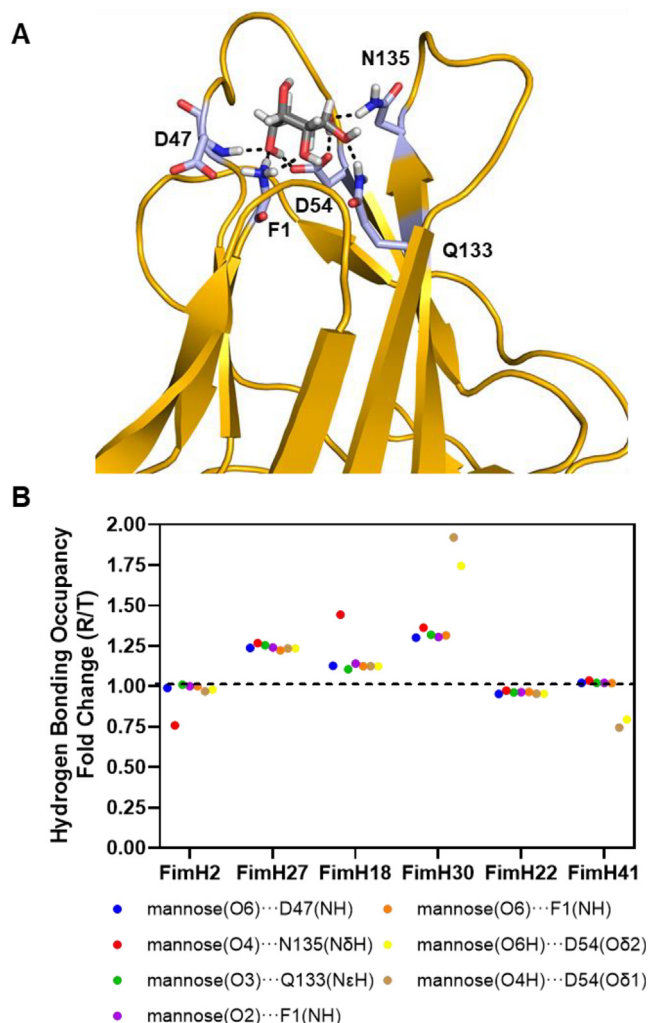 A
N135
D47
D54
F1
Q133
B
Hydrogen Bonding Occupancy
Fold Change (R/T)
2.00
1.75
1.50
1.25
1.00
0.75
0.50
0.25
0.00
FimH2 FimH27 FimH18 FimH30 FimH22 FimH41
mannose(O6)···D47(NH) mannose(O6)···F1(NH)
mannose(O4)···N135(NδH) mannose(O6H)···D54(Oδ2)
mannose(O3)···Q133(NεH) mannose(O4H)···D54(Oδ1)
mannose(O2)···F1(NH)